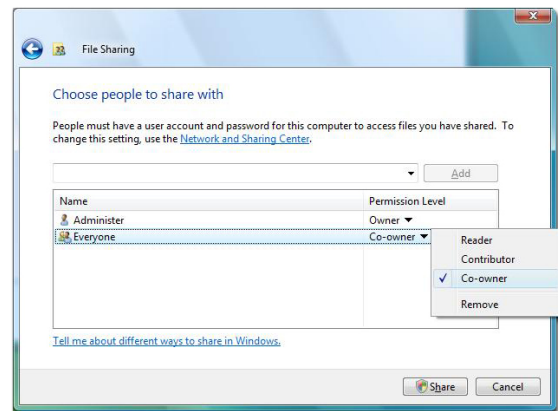 File Sharing
Choose people to share with
People must have a user account and password for this computer to access files you have shared. To
change this setting, use the Network and Sharing Center.
Add
Name Permission Level
Administer Owner
Everyone Co-owner
Reader
Contributor
Co-owner
Remove
Tell me about different ways to share in Windows.
Share Cancel